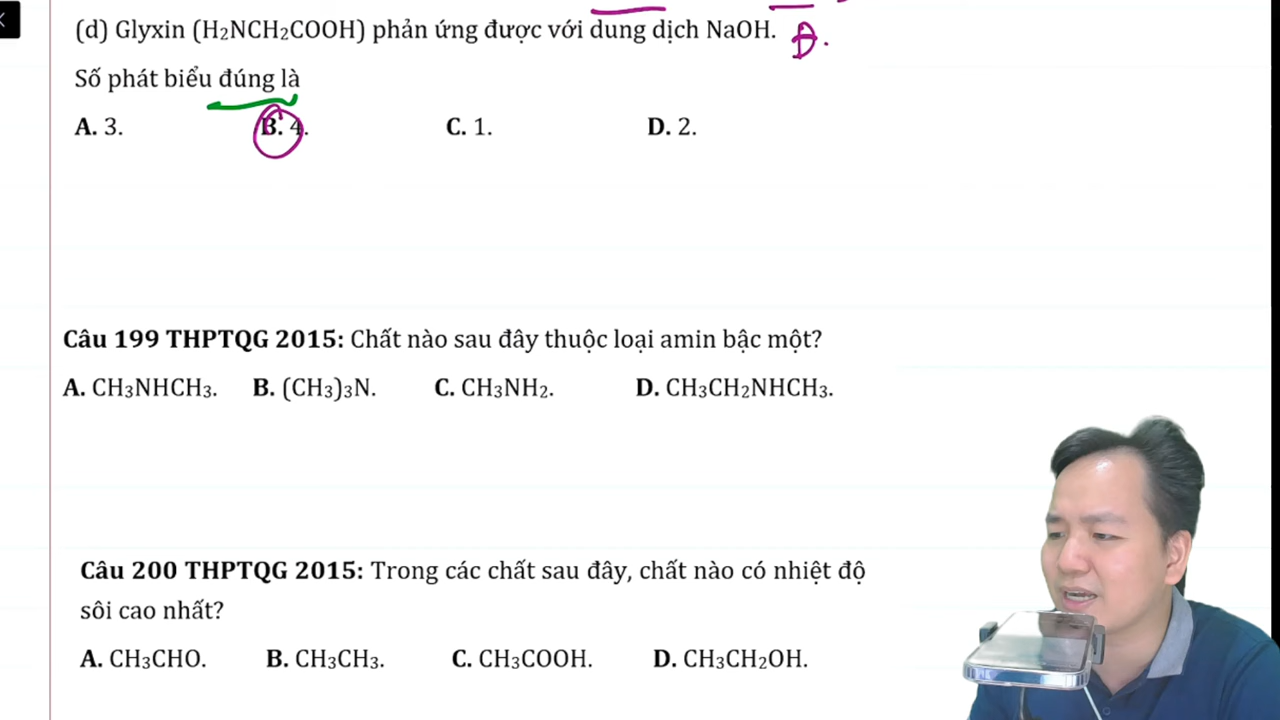 (d) Glyxin (H₂NCH₂COOH) phản ứng được với dung dịch NaOH. Đ.
Số phát biểu đúng là
A. 3. B. 4. C. 1. D. 2.
Câu 199 THPTQG 2015: Chất nào sau đây thuộc loại amin bậc một?
A. CH₃NHCH₃. B. (CH₃)₃N. C. CH₃NH₂. D. CH₃CH₂NHCH₃.
Câu 200 THPTQG 2015: Trong các chất sau đây, chất nào có nhiệt độ
sôi cao nhất?
A. CH₃CHO. B. CH₃CH₃. C. CH₃COOH. D. CH₃CH₂OH.